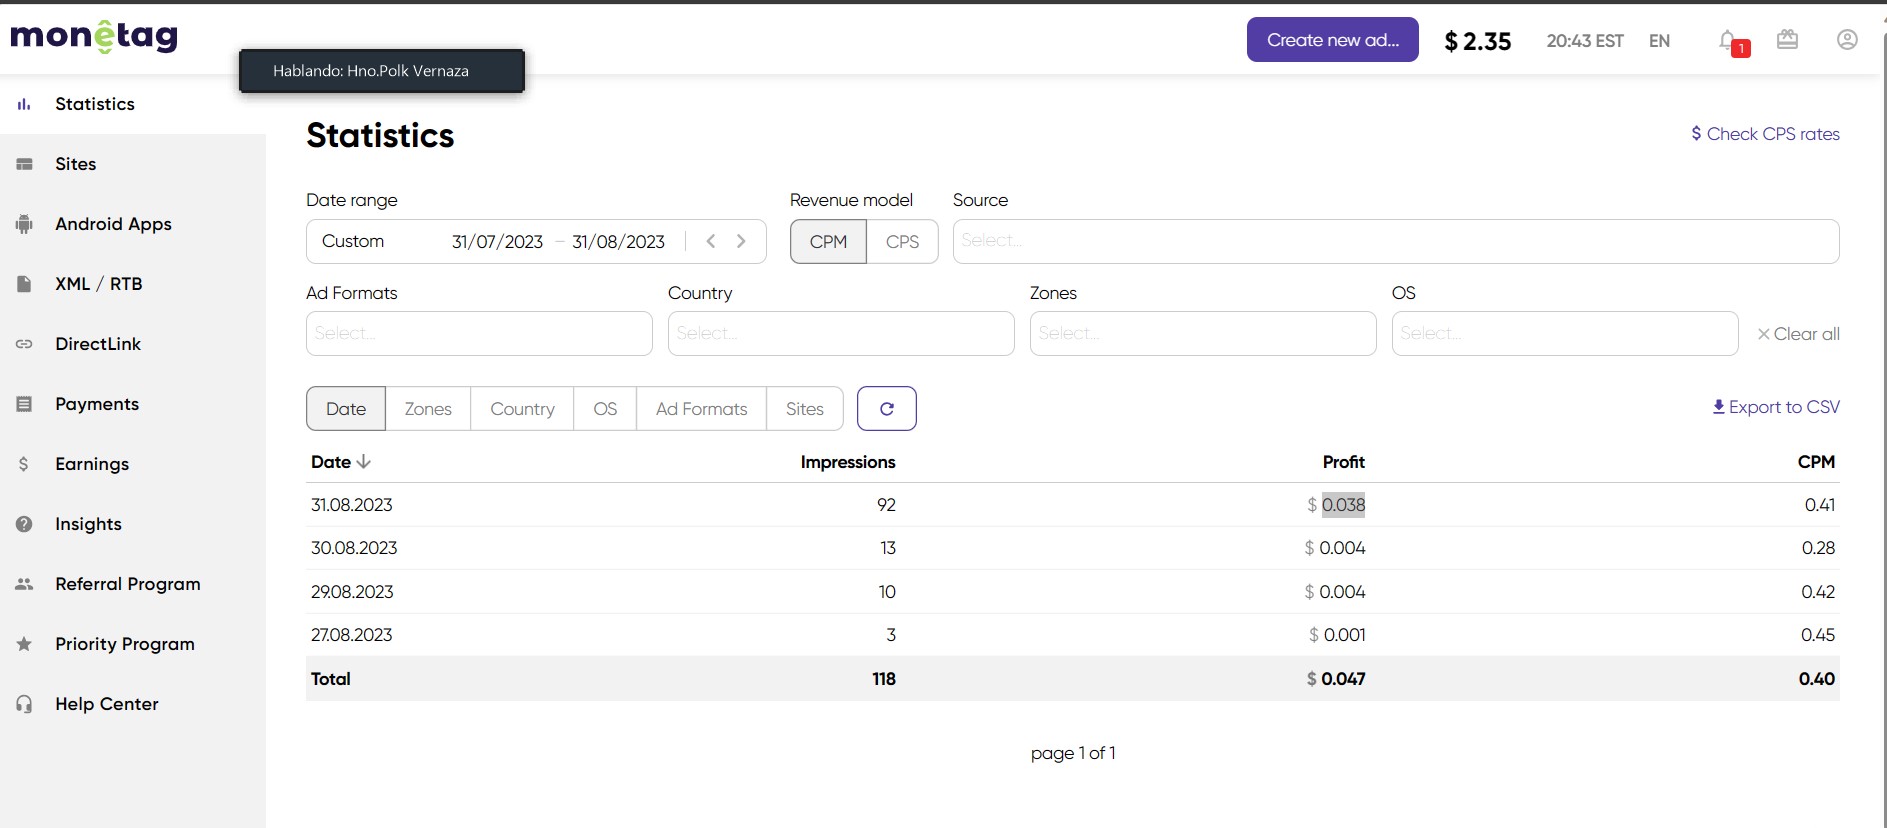 monetag
Create new ad...
$ 2.35
20:43 EST
EN
1
Hablando: Hno.Polk Vernaza
Statistics
Sites
Android Apps
XML / RTB
DirectLink
Payments
Earnings
Insights
Referral Program
Priority Program
Help Center
Statistics
$ Check CPS rates
Date range
Revenue model
Source
Custom 31/07/2023 – 31/08/2023
CPM CPS
Select...
Ad Formats
Country
Zones
OS
Select...
Select...
Select...
Select...
× Clear all
Date Zones Country OS Ad Formats Sites
Export to CSV
Date Impressions Profit CPM
31.08.2023 92 $ 0.038 0.41
30.08.2023 13 $ 0.004 0.28
29.08.2023 10 $ 0.004 0.42
27.08.2023 3 $ 0.001 0.45
Total 118 $ 0.047 0.40
page 1 of 1